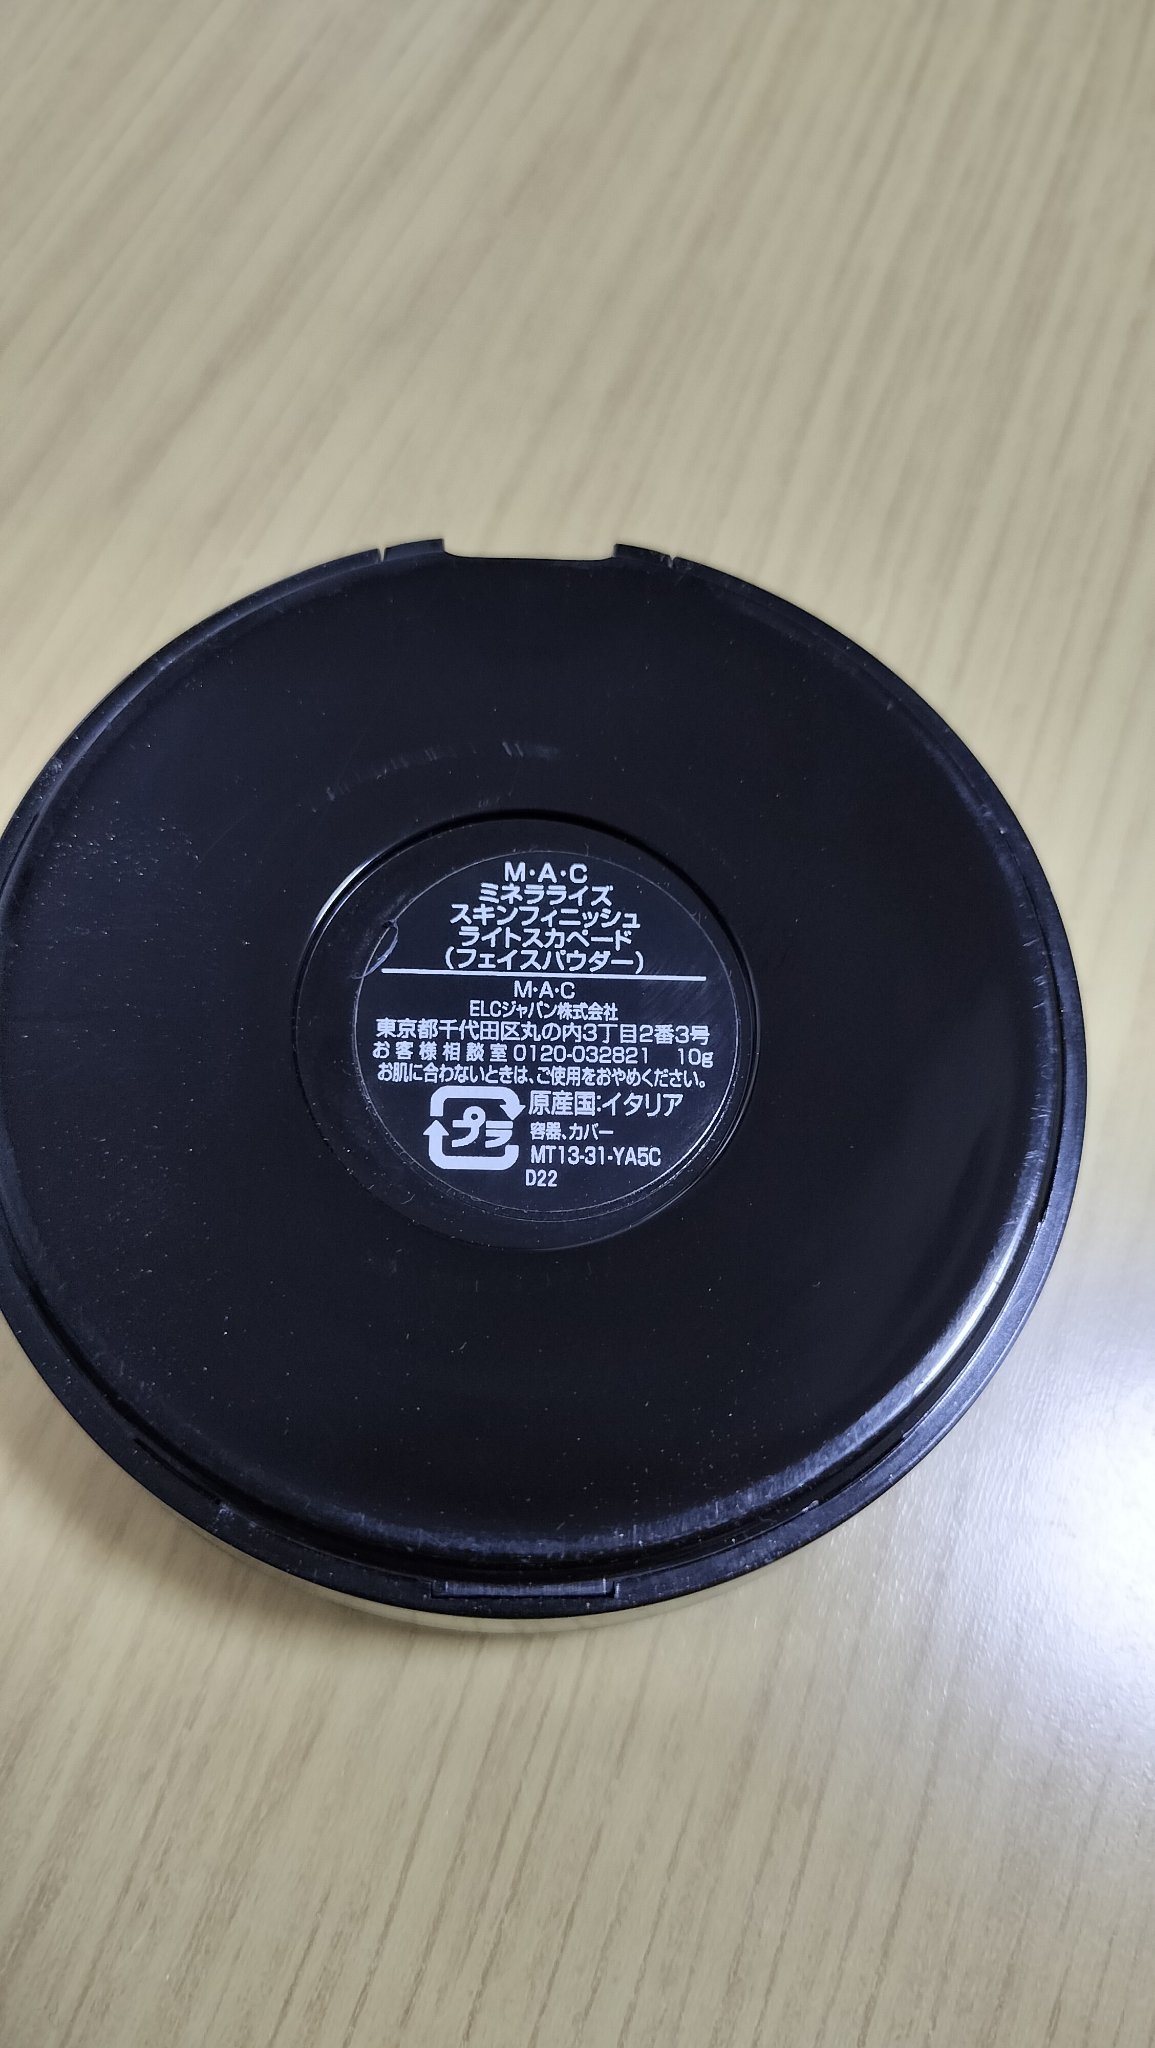 M·A·C
ミネラライズ
スキンフィニッシュ
ライトスカペード
（フェイスパウダー）
M·A·C
ELCジャパン株式会社
東京都千代田区丸の内3丁目2番3号
お客様相談室0120-032821 10g
お肌に合わないときは、ご使用をおやめください。
プラ
原産国：イタリア
容器、カバー
MT13-31-YA5C
D22